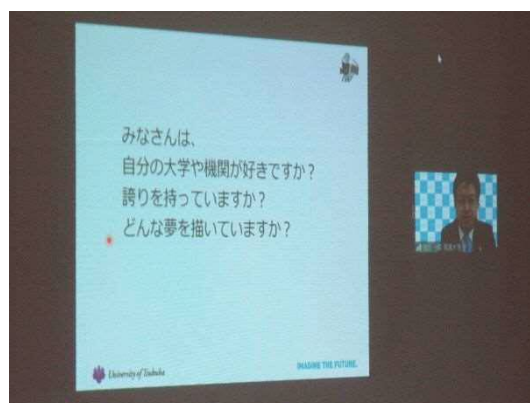 みなさんは、
自分の大学や機関が好きですか？
誇りを持っていますか？
どんな夢を描いていますか？
University of Tsukuba
IMAGINE THE FUTURE.